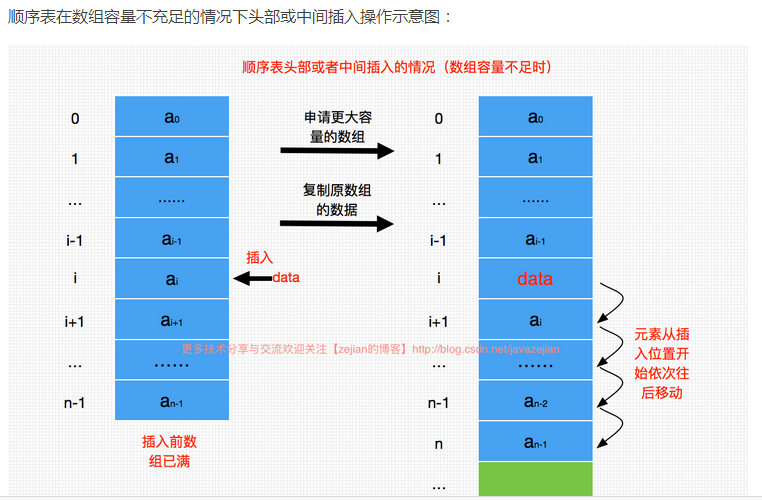 顺序表在数组容量不充足的情况下头部或中间插入操作示意图：
顺序表头部或者中间插入的情况（数组容量不足时）
0
a0
1
a1
...
......
i-1
ai-1
i
ai
i+1
ai+1
...
......
n-1
an-1
插入前数
组已满
申请更大容
量的数组
复制原数组
的数据
插入
data
0
a0
1
a1
...
......
i-1
ai-1
i
data
i+1
ai
...
......
n-1
an-2
n
an-1
...
元素从插
入位置开
始依次往
后移动
更多技术分享与交流欢迎关注【zejian的博客】http://blog.csdn.net/javazejian